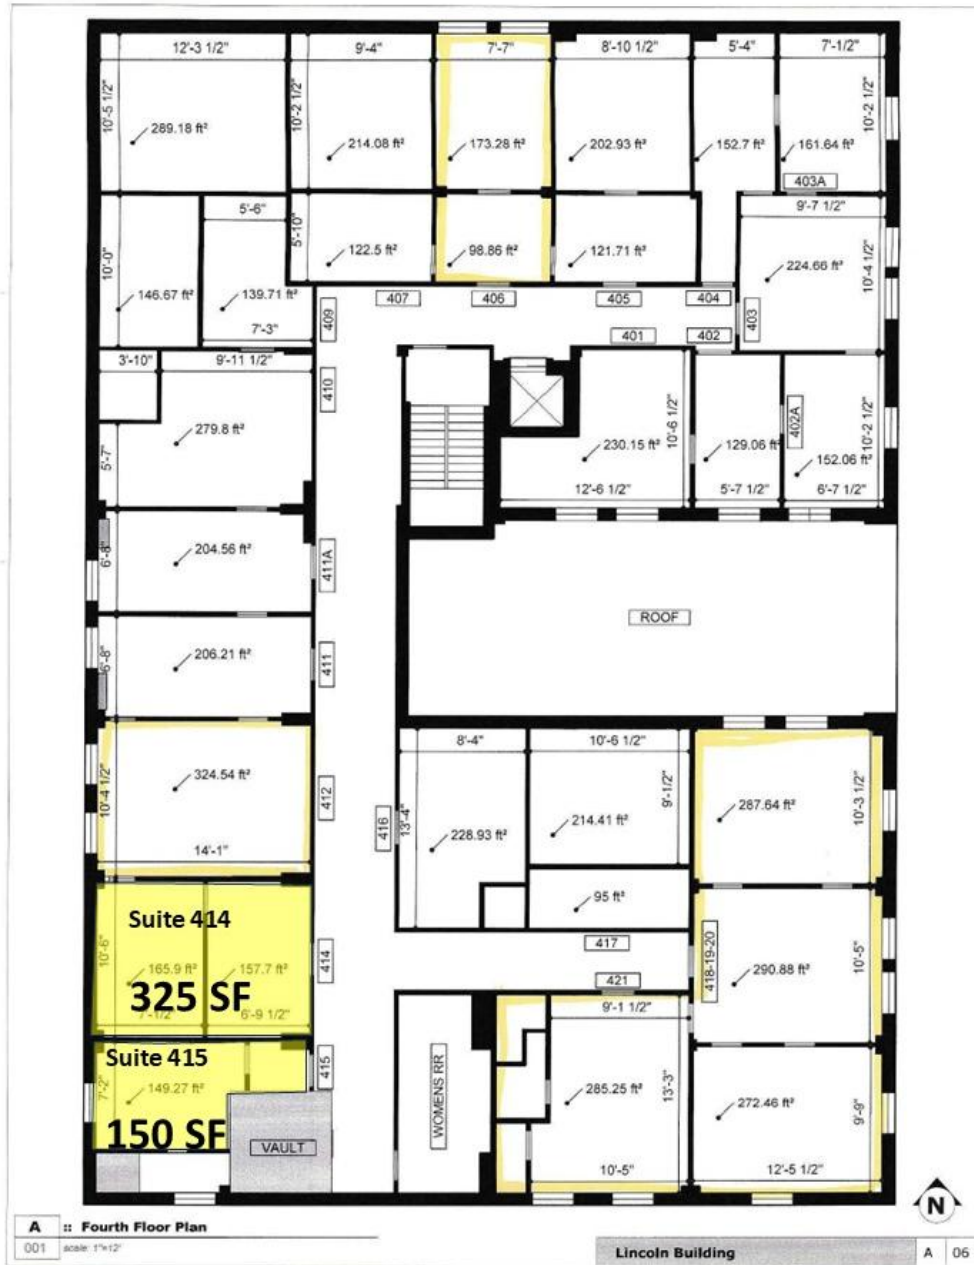 12'-3 1/2"
9'-4"
7'-7"
8'-10 1/2"
5'-4"
7'-1/2"
10'-5 1/2"
10'-2 1/2"
10'-2 1/2"
289.18 ft²
214.08 ft²
173.28 ft²
202.93 ft²
152.7 ft²
161.64 ft²
403A
5'-6"
9'-7 1/2"
10'-0"
5'-10"
122.5 ft²
98.86 ft²
121.71 ft²
224.66 ft²
10'-4 1/2"
146.67 ft²
139.71 ft²
7'-3"
409
407
406
405
404
401
402
403
3'-10"
9'-11 1/2"
410
279.8 ft²
5'-7"
230.15 ft²
10'-6 1/2"
129.06 ft²
402A
152.06 ft²
10'-2 1/2"
12'-6 1/2"
5'-7 1/2"
6'-7 1/2"
6'-8"
204.56 ft²
411A
ROOF
6'-8"
206.21 ft²
411
8'-4"
10'-6 1/2"
10'-4 1/2"
324.54 ft²
412
14'-1"
416
13'-4"
228.93 ft²
214.41 ft²
9'-1/2"
287.64 ft²
10'-3 1/2"
95 ft²
Suite 414
10'-6"
165.9 ft²
157.7 ft²
325 SF
7'-1/2"
6'-9 1/2"
414
417
421
418-19-20
290.88 ft²
10'-5"
9'-1 1/2"
Suite 415
7'-2"
149.27 ft²
150 SF
415
VAULT
WOMENS RR
285.25 ft²
13'-3"
10'-5"
272.46 ft²
9'-9"
12'-5 1/2"
N
A :: Fourth Floor Plan
001 scale: 1"=12'
Lincoln Building A 06